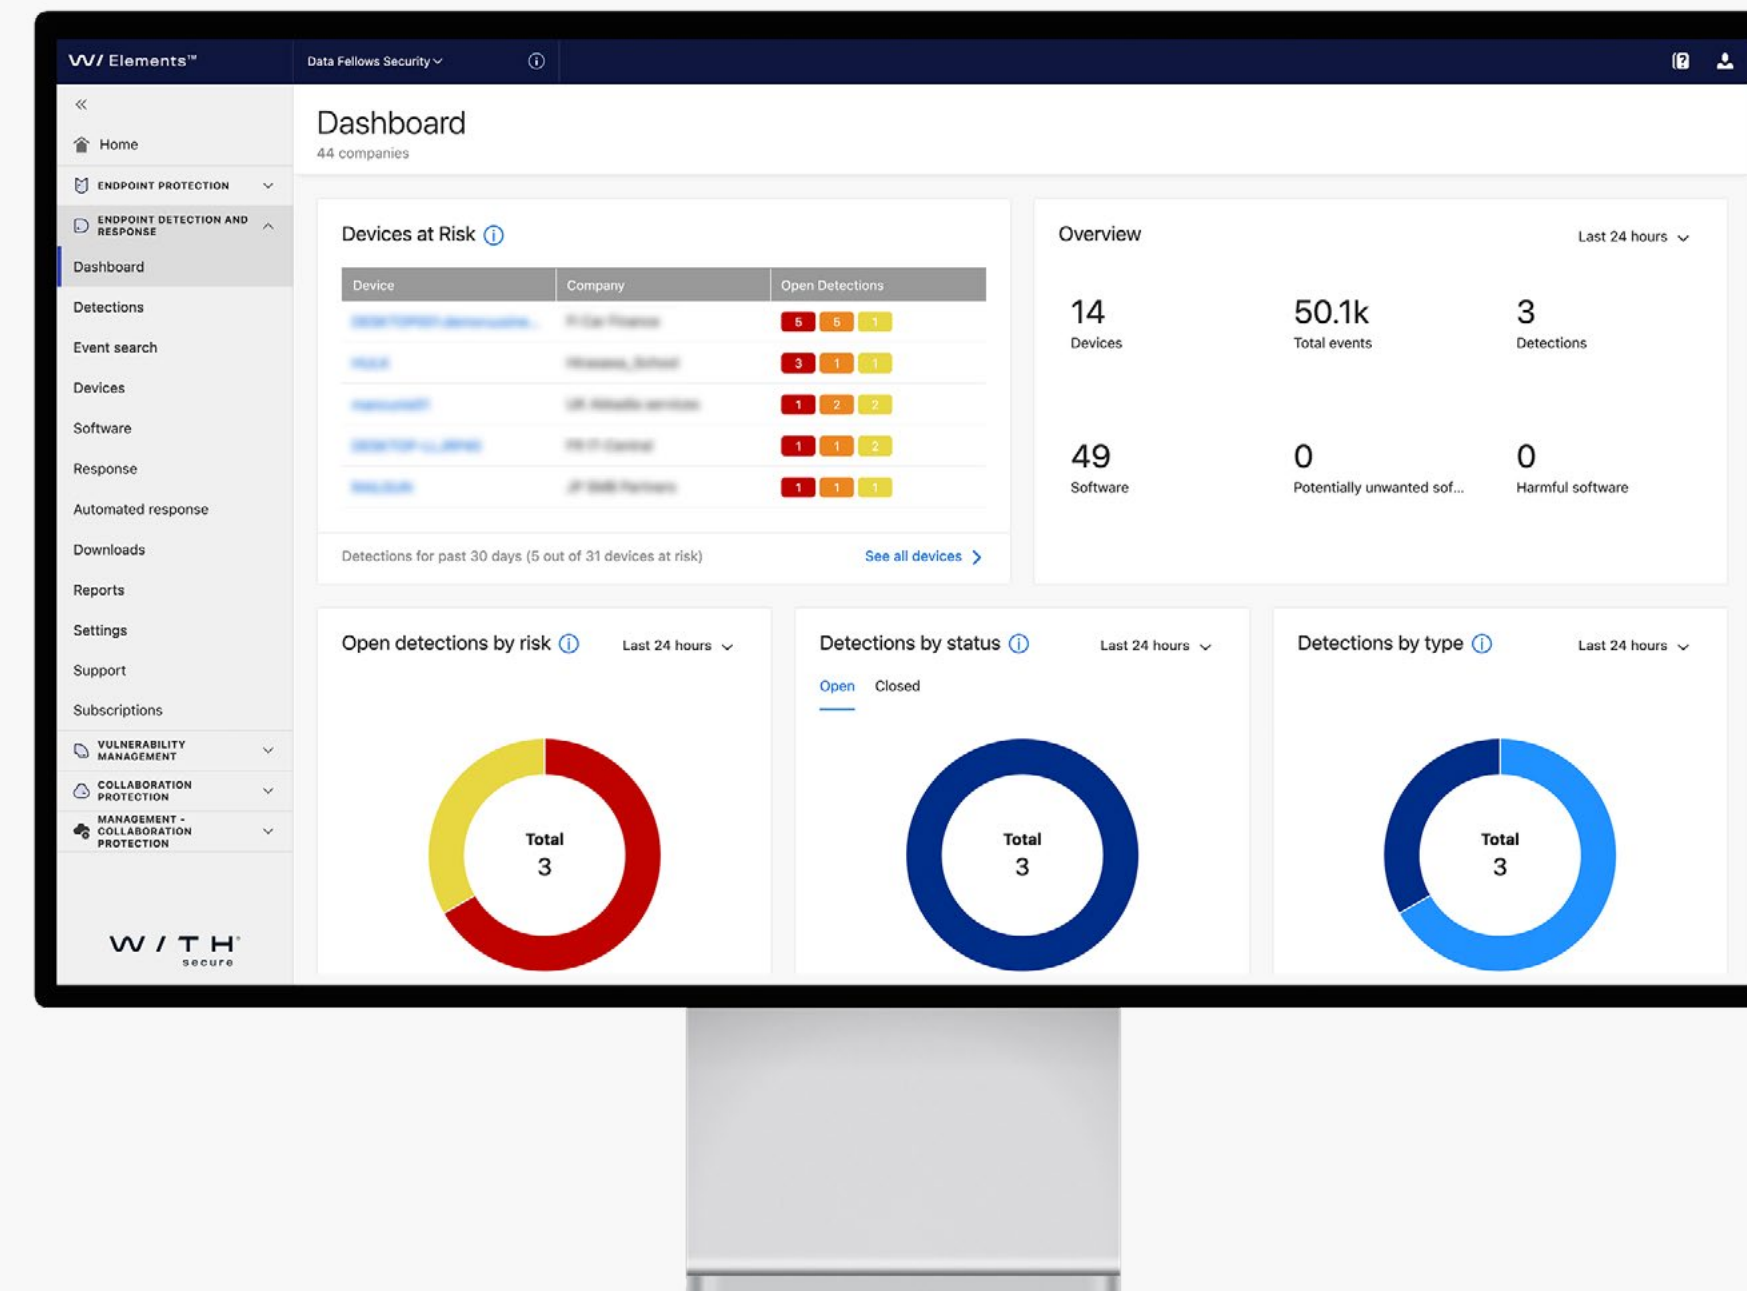 W/ Elements™
Data Fellows Security
Home
ENDPOINT PROTECTION
ENDPOINT DETECTION AND
RESPONSE
Dashboard
Detections
Event search
Devices
Software
Response
Automated response
Downloads
Reports
Settings
Support
Subscriptions
VULNERABILITY
MANAGEMENT
COLLABORATION
PROTECTION
MANAGEMENT -
COLLABORATION
PROTECTION
W / T H
secure
Dashboard
44 companies
Devices at Risk
Device Company Open Detections
5 5 1
3 1 1
1 2 2
1 1 2
1 1 1
Detections for past 30 days (5 out of 31 devices at risk) See all devices
Overview Last 24 hours
14 50.1k 3
Devices Total events Detections
49 0 0
Software Potentially unwanted sof... Harmful software
Open detections by risk Last 24 hours
Total
3
Detections by status Last 24 hours
Open Closed
Total
3
Detections by type Last 24 hours
Total
3